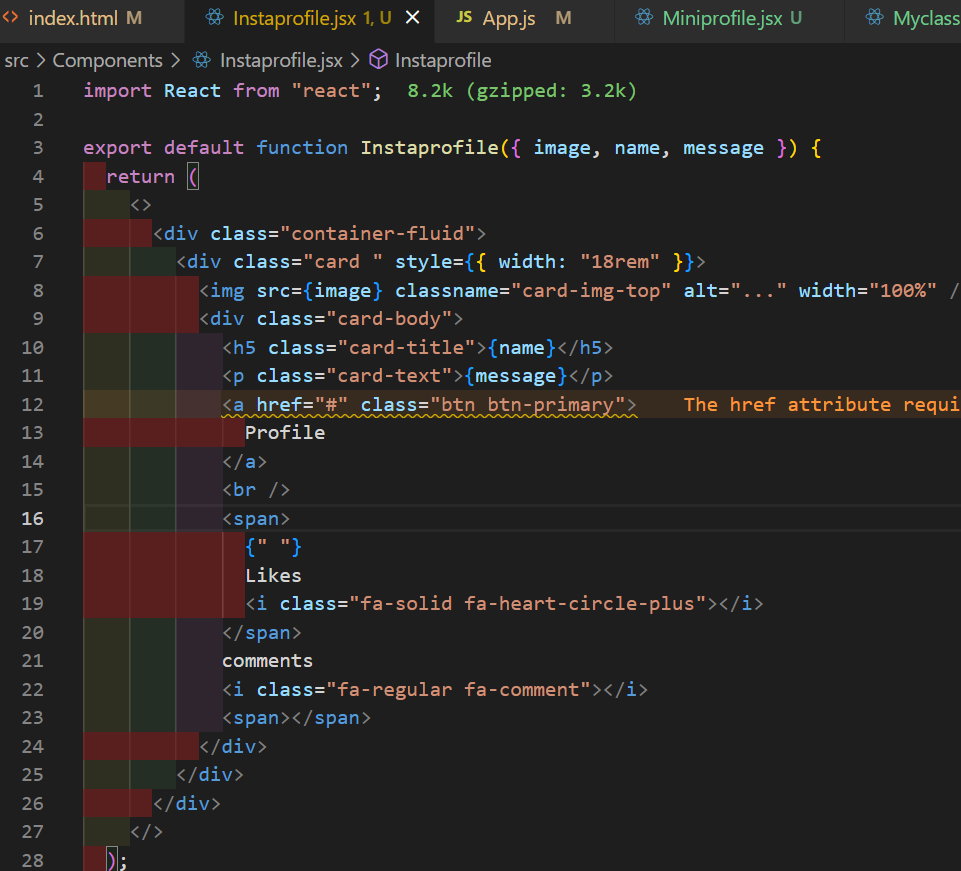 index.html M Instaprofile.jsx 1, U JS App.js M Miniprofile.jsx U Myclass
src > Components > Instaprofile.jsx > Instaprofile
1 import React from "react"; 8.2k (gzipped: 3.2k)
2
3 export default function Instaprofile({ image, name, message }) {
4 return (
5 <>
6 <div class="container-fluid">
7 <div class="card " style={{ width: "18rem" }}>
8 <img src={image} classname="card-img-top" alt="..." width="100%" /
9 <div class="card-body">
10 <h5 class="card-title">{name}</h5>
11 <p class="card-text">{message}</p>
12 <a href="#" class="btn btn-primary"> The href attribute requi
13 Profile
14 </a>
15 <br />
16 <span>
17 {" "}
18 Likes
19 <i class="fa-solid fa-heart-circle-plus"></i>
20 </span>
21 comments
22 <i class="fa-regular fa-comment"></i>
23 <span></span>
24 </div>
25 </div>
26 </div>
27 </>
28 );